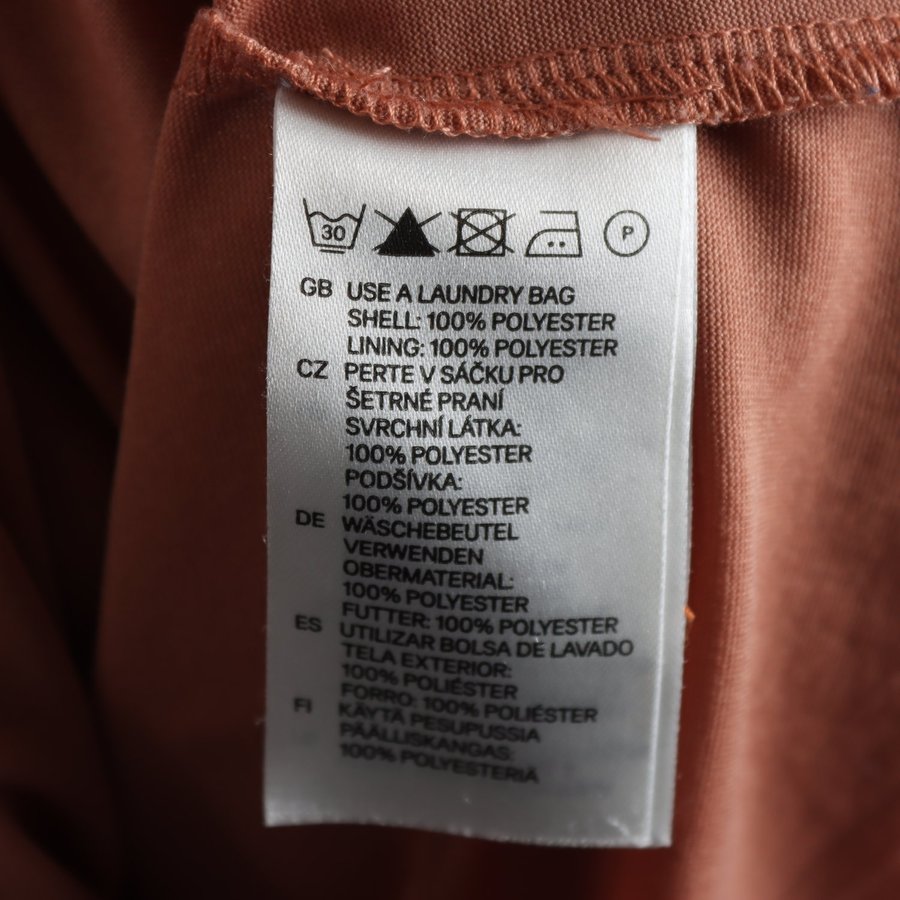 30 P
GB USE A LAUNDRY BAG
SHELL: 100% POLYESTER
LINING: 100% POLYESTER
CZ PERTE V SÁČKU PRO
ŠETRNÉ PRANÍ
SVRCHNÍ LÁTKA:
100% POLYESTER
PODŠÍVKA:
100% POLYESTER
DE WÄSCHEBEUTEL
VERWENDEN
OBERMATERIAL:
100% POLYESTER
FUTTER: 100% POLYESTER
ES UTILIZAR BOLSA DE LAVADO
TELA EXTERIOR:
100% POLIÉSTER
FORRO: 100% POLIÉSTER
FI KÄYTÄ PESUPUSSIA
PÄÄLLISKANGAS:
100% POLYESTERIÄ